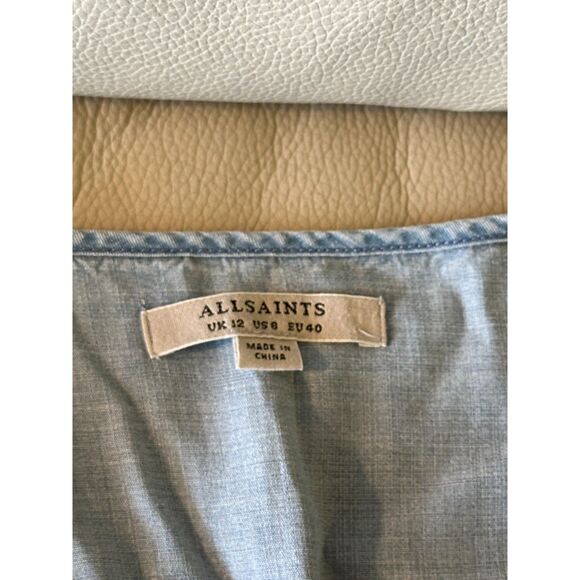 ALLSAINTS
UK 12 US 8 EU 40
MADE IN
CHINA